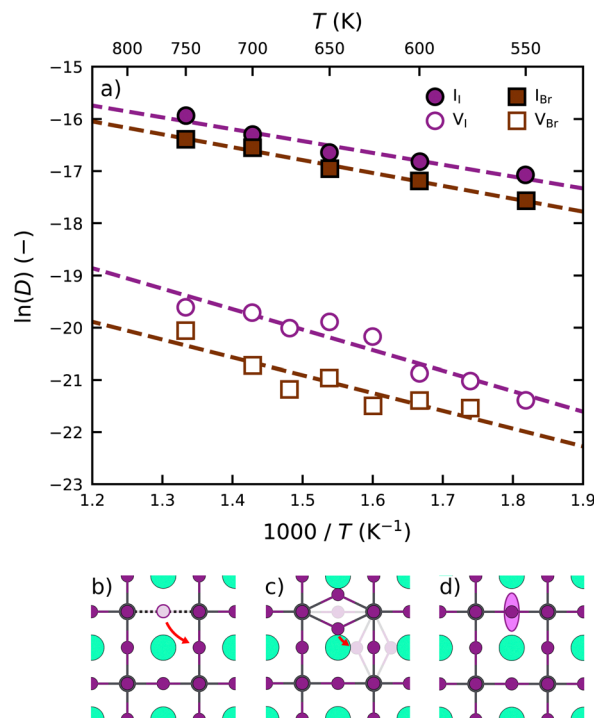 T (K)
800 750 700 650 600 550
−15
−16
−17
−18
−19
−20
−21
−22
−23
ln(D) (−)
a)
I_I I_Br
V_I V_Br
1.2 1.3 1.4 1.5 1.6 1.7 1.8 1.9
1000 / T (K⁻¹)
b) c) d)